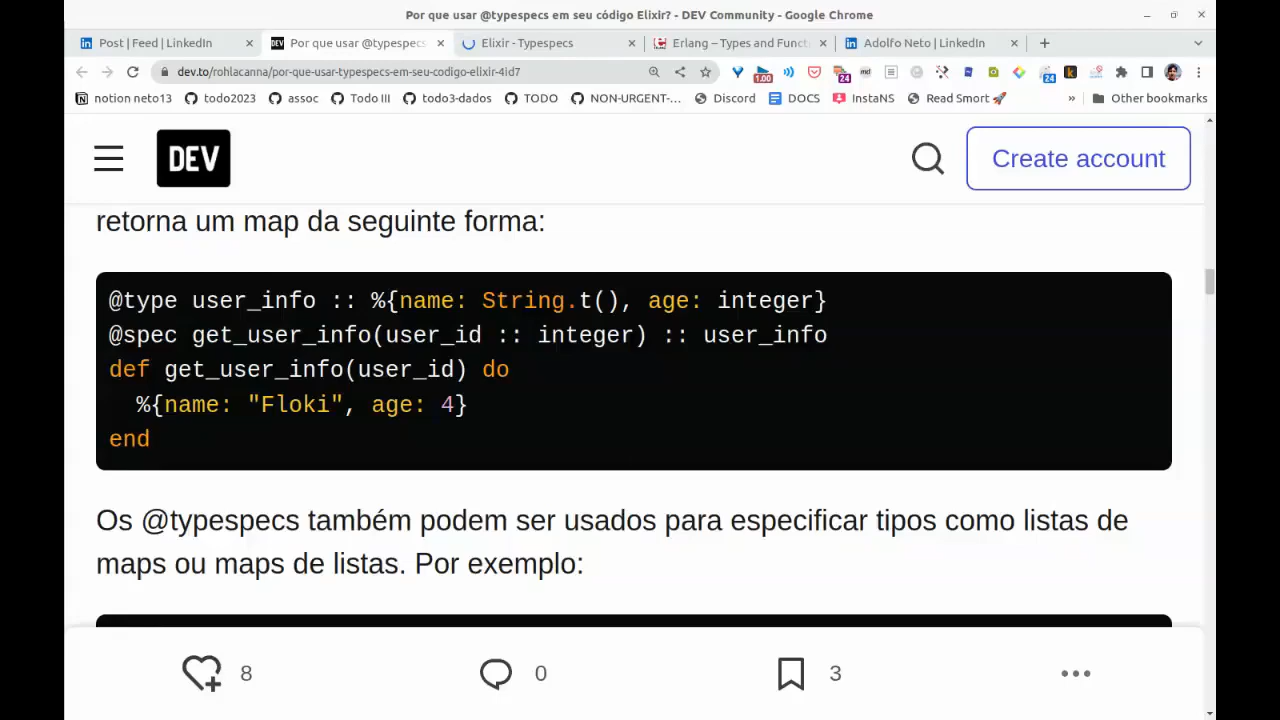 Por que usar @typespecs em seu código Elixir? - DEV Community - Google Chrome
Post | Feed | LinkedIn
Por que usar @typespecs
Elixir - Typespecs
Erlang – Types and Funct
Adolfo Neto | LinkedIn
dev.to/rohlacanna/por-que-usar-typespecs-em-seu-codigo-elixir-4id7
1.00
24
md
24
notion neto13
todo2023
assoc
Todo III
todo3-dados
TODO
NON-URGENT-...
Discord
DOCS
InstaNS
Read Smort 🚀
»
Other bookmarks
DEV
Create account
retorna um map da seguinte forma:
@type user_info :: %{name: String.t(), age: integer}
@spec get_user_info(user_id :: integer) :: user_info
def get_user_info(user_id) do
  %{name: "Floki", age: 4}
end
Os @typespecs também podem ser usados para especificar tipos como listas de
maps ou maps de listas. Por exemplo:
8
0
3